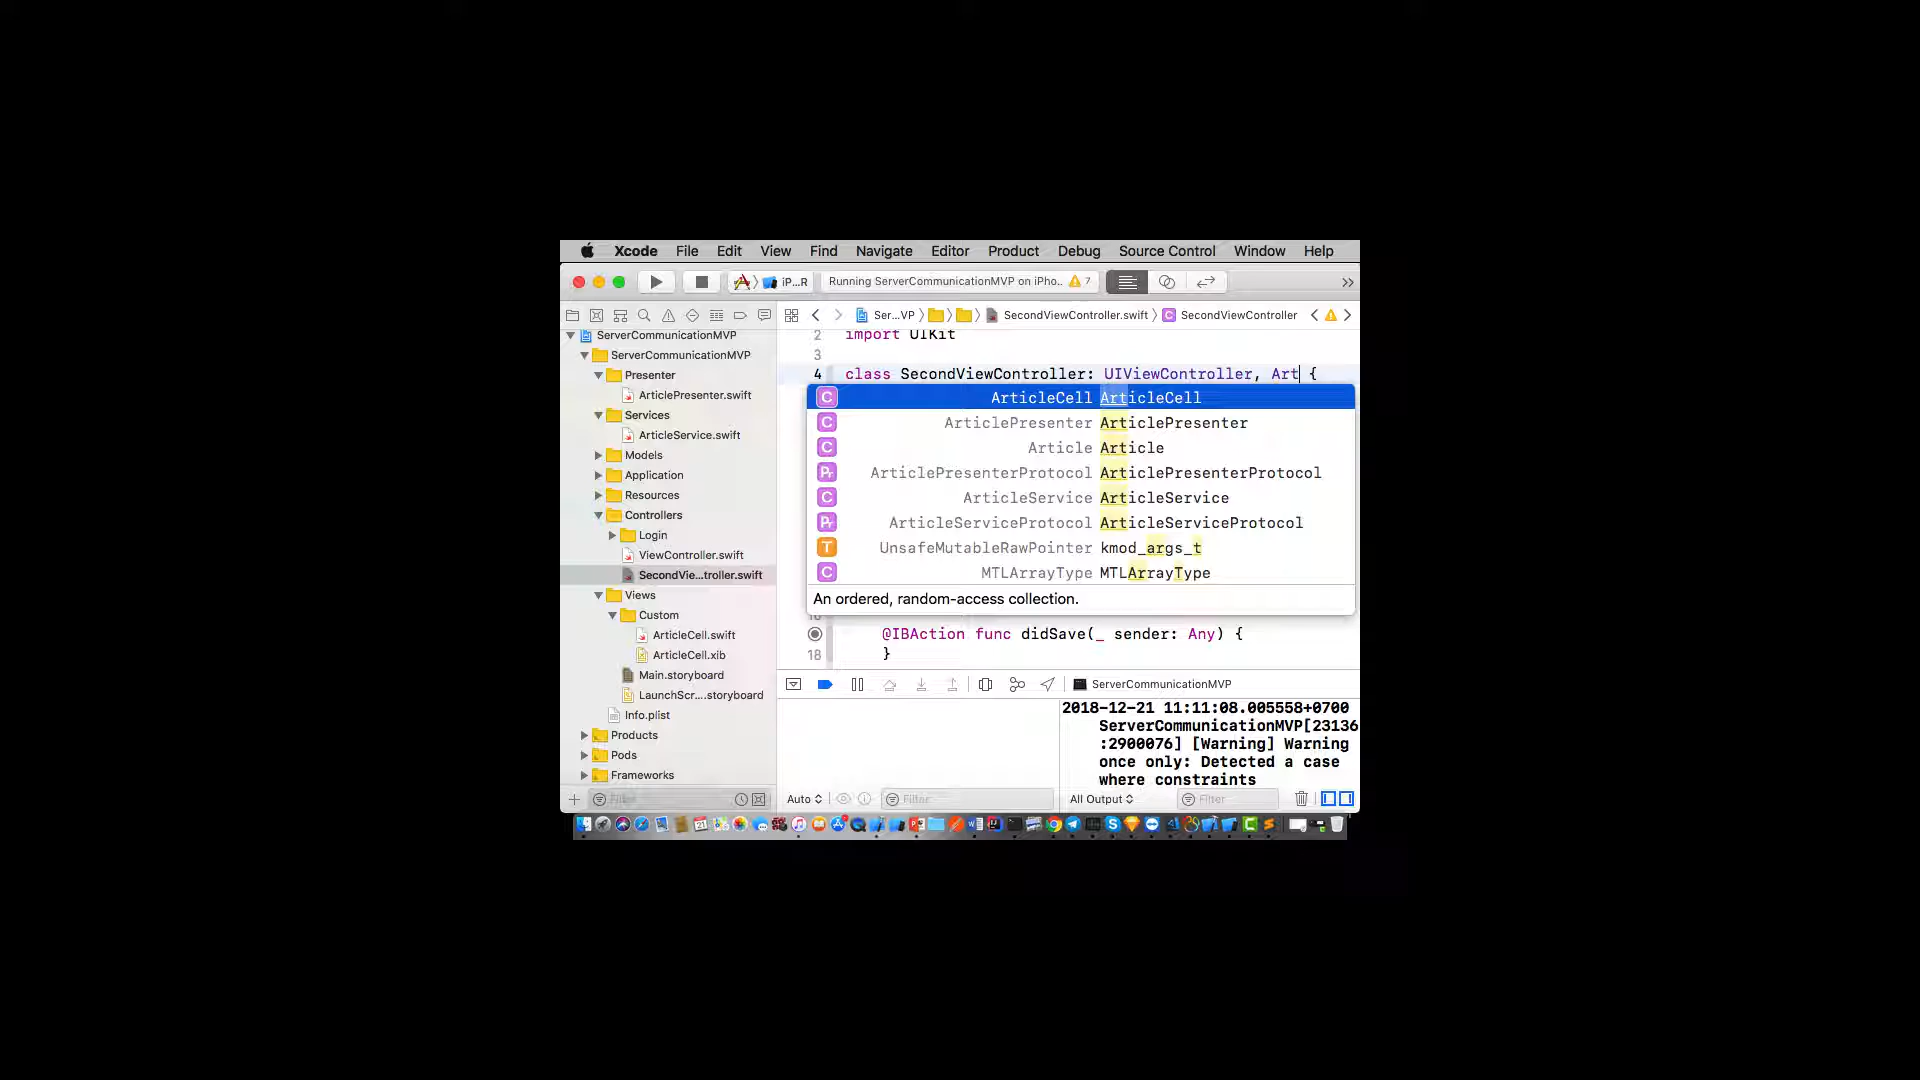 Xcode File Edit View Find Navigate Editor Product Debug Source Control Window Help
iP...R Running ServerCommunicationMVP on iPho... 7
Ser...VP SecondViewController.swift C SecondViewController
ServerCommunicationMVP
ServerCommunicationMVP
Presenter
ArticlePresenter.swift
Services
ArticleService.swift
Models
Application
Resources
Controllers
Login
ViewController.swift
SecondVie...troller.swift
Views
Custom
ArticleCell.swift
ArticleCell.xib
Main.storyboard
LaunchScr....storyboard
Info.plist
Products
Pods
Frameworks
Filter
2 import UIKit
3
4 class SecondViewController: UIViewController, Art {
C ArticleCell ArticleCell
C ArticlePresenter ArticlePresenter
C Article Article
Pr ArticlePresenterProtocol ArticlePresenterProtocol
C ArticleService ArticleService
Pr ArticleServiceProtocol ArticleServiceProtocol
T UnsafeMutableRawPointer kmod_args_t
C MTLArrayType MTLArrayType
An ordered, random-access collection.
@IBAction func didSave(_ sender: Any) {
18 }
ServerCommunicationMVP
2018-12-21 11:11:08.005558+0700
ServerCommunicationMVP[23136
:2900076] [Warning] Warning
once only: Detected a case
where constraints
Auto Filter All Output Filter